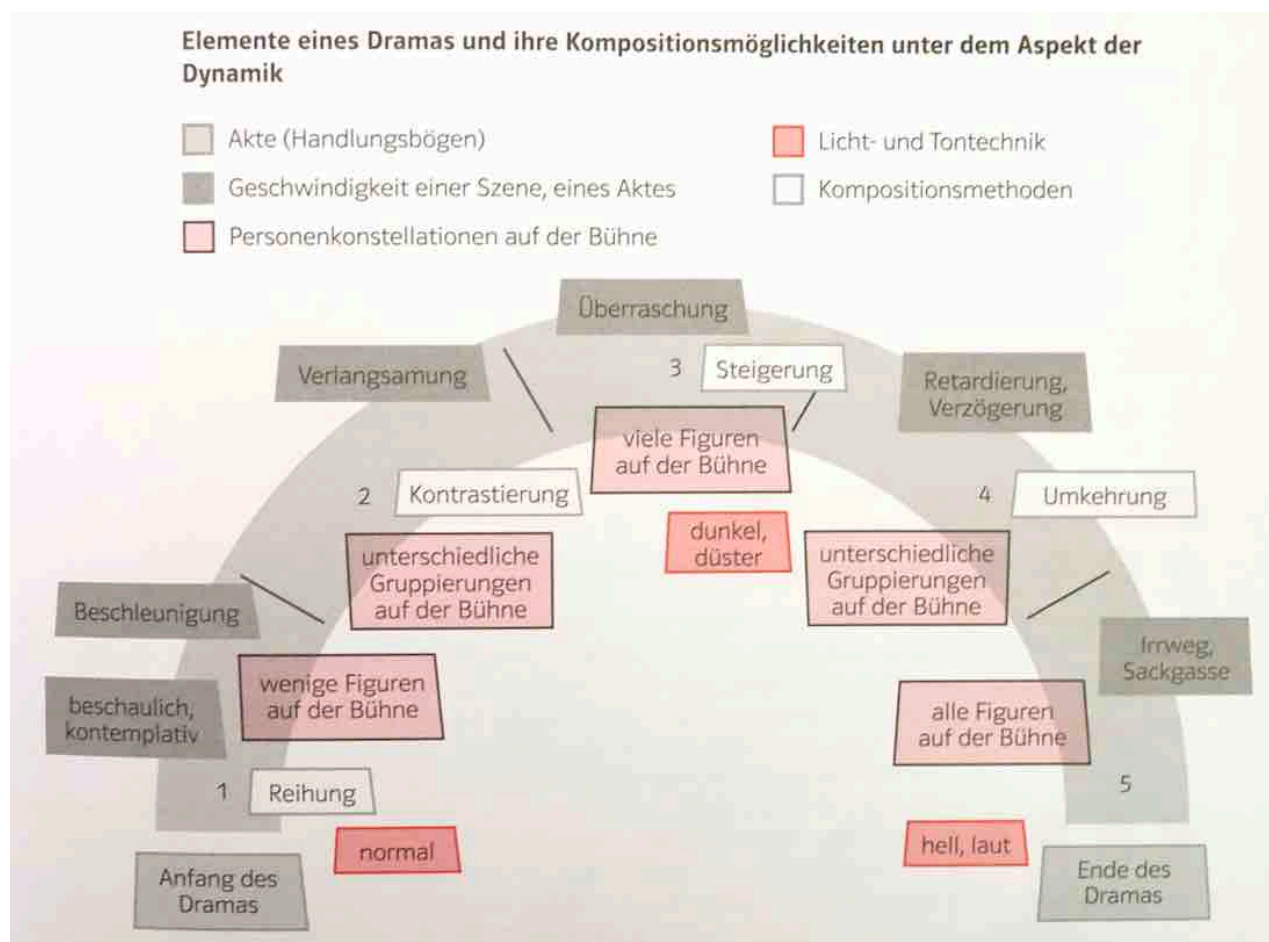 Elemente eines Dramas und ihre Kompositionsmöglichkeiten unter dem Aspekt der
Dynamik
Akte (Handlungsbögen)
Geschwindigkeit einer Szene, eines Aktes
Personenkonstellationen auf der Bühne
Licht- und Tontechnik
Kompositionsmethoden
Überraschung
Verlangsamung
3 Steigerung
Retardierung,
Verzögerung
viele Figuren
auf der Bühne
2 Kontrastierung
4 Umkehrung
dunkel,
düster
unterschiedliche
Gruppierungen
auf der Bühne
unterschiedliche
Gruppierungen
auf der Bühne
Beschleunigung
Irrweg,
Sackgasse
wenige Figuren
auf der Bühne
beschaulich,
kontemplativ
alle Figuren
auf der Bühne
1 Reihung
5
normal
hell, laut
Anfang des
Dramas
Ende des
Dramas